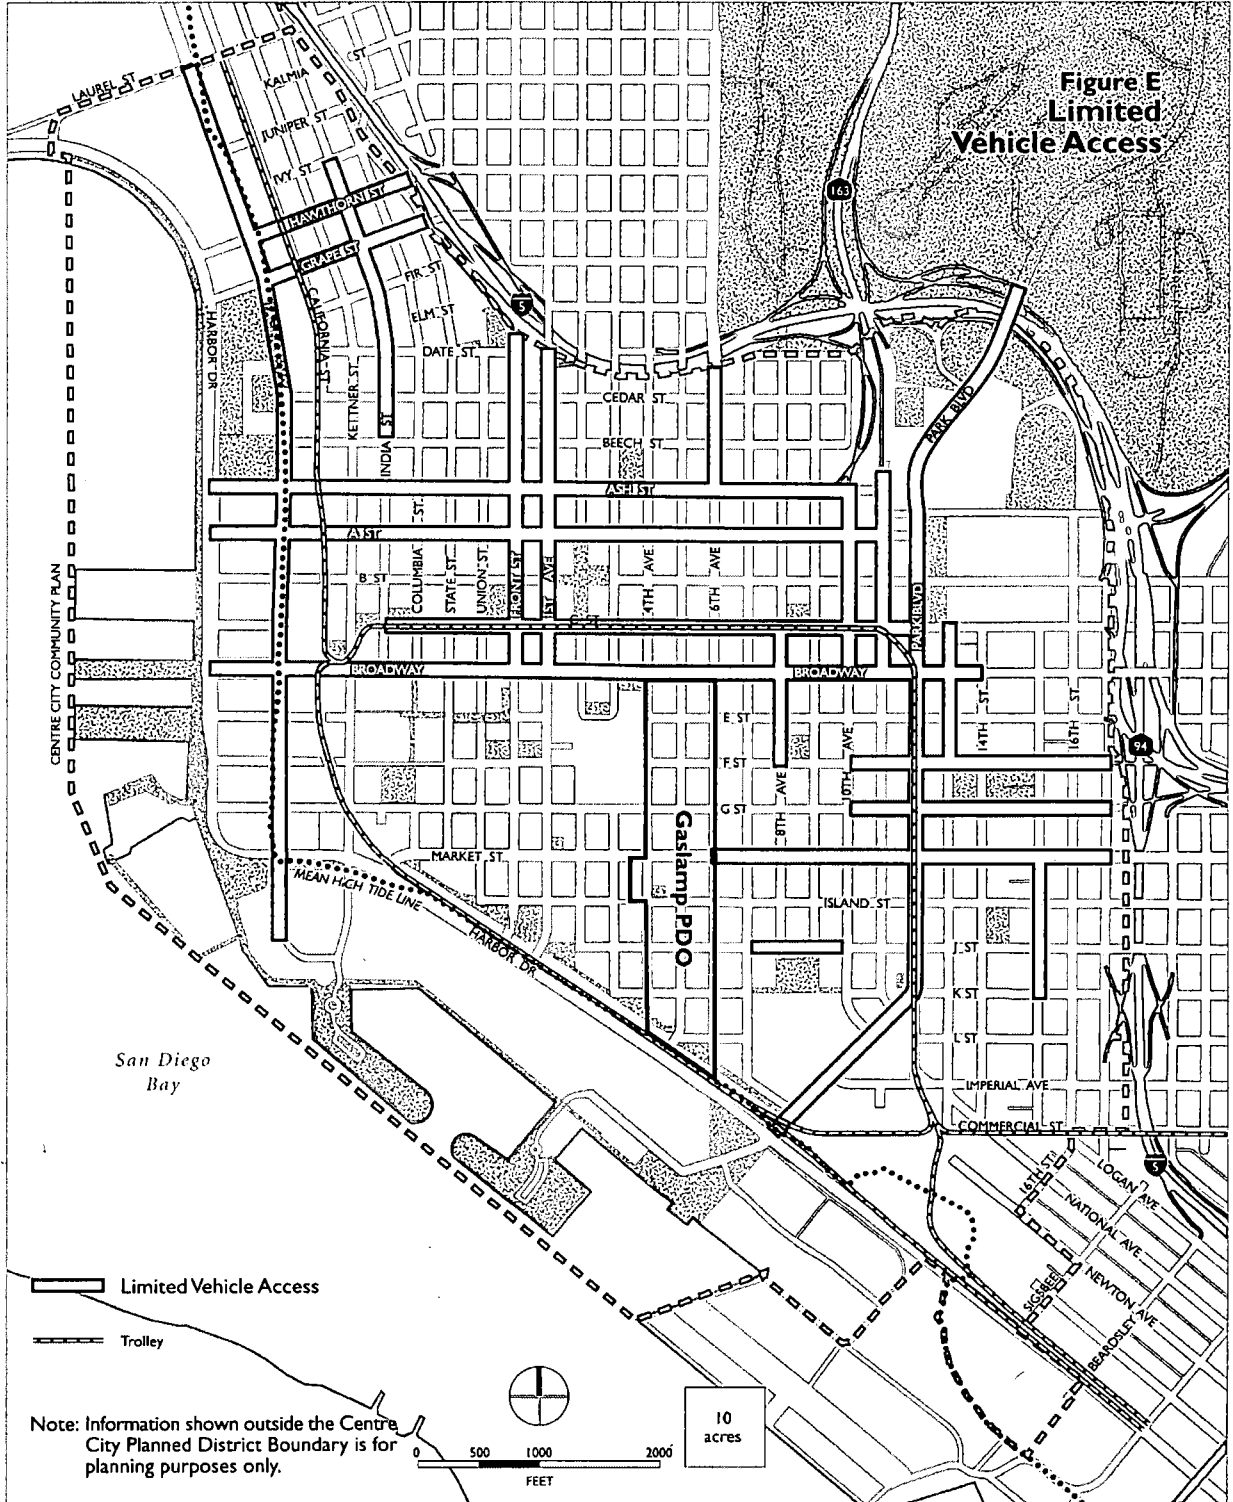 Figure E
Limited
Vehicle Access
LAUREL ST
ST
KALMIA
JUNIPER ST
IVY ST
HAWTHORN ST
GRAPE ST
FIR ST
ELM ST
163
5
HARBOR DR
CALIFORNIA ST
DATE ST
KETTNER ST
INDIA ST
CEDAR ST
BEECH ST
PARK BLVD
ASH ST
A ST
B ST
COLUMBIA ST
STATE ST
UNION ST
FRONT ST
1ST AVE
4TH AVE
6TH AVE
PARK BLVD
C ST
BROADWAY
BROADWAY
CENTRE CITY COMMUNITY PLAN
E ST
F ST
G ST
8TH AVE
10TH AVE
14TH ST
16TH ST
94
MARKET ST
MEAN HIGH TIDE LINE
HARBOR DR
Gaslamp PDO
ISLAND ST
J ST
K ST
L ST
IMPERIAL AVE
COMMERCIAL ST
San Diego
Bay
5
16TH ST
LOGAN AVE
NATIONAL AVE
NEWTON AVE
SIGSBEE
BEARDSLEY
Limited Vehicle Access
Trolley
Note: Information shown outside the Centre
City Planned District Boundary is for
planning purposes only.
0 500 1000 2000'
FEET
10
acres